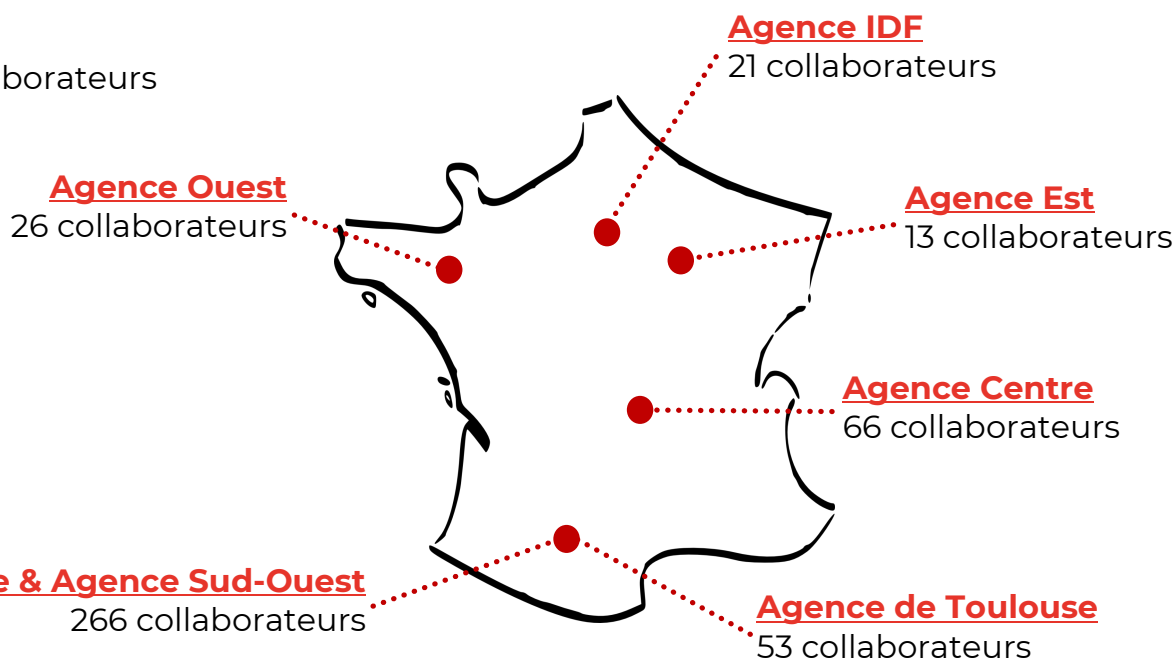 Agence IDF
21 collaborateurs
borateurs
Agence Ouest
26 collaborateurs
Agence Est
13 collaborateurs
Agence Centre
66 collaborateurs
e & Agence Sud-Ouest
266 collaborateurs
Agence de Toulouse
53 collaborateurs